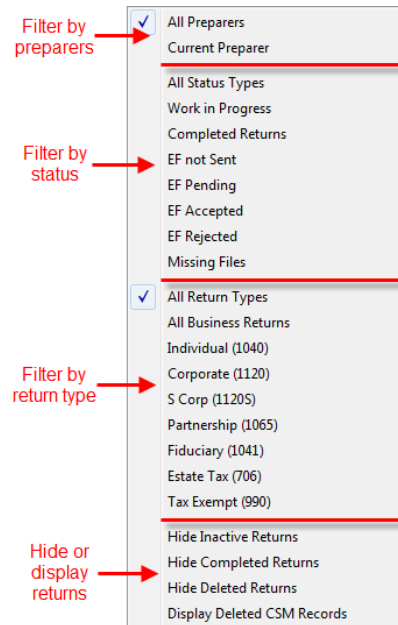 Filter by
preparers
All Preparers
Current Preparer
Filter by
status
All Status Types
Work in Progress
Completed Returns
EF not Sent
EF Pending
EF Accepted
EF Rejected
Missing Files
Filter by
return type
All Return Types
All Business Returns
Individual (1040)
Corporate (1120)
S Corp (1120S)
Partnership (1065)
Fiduciary (1041)
Estate Tax (706)
Tax Exempt (990)
Hide or
display
returns
Hide Inactive Returns
Hide Completed Returns
Hide Deleted Returns
Display Deleted CSM Records